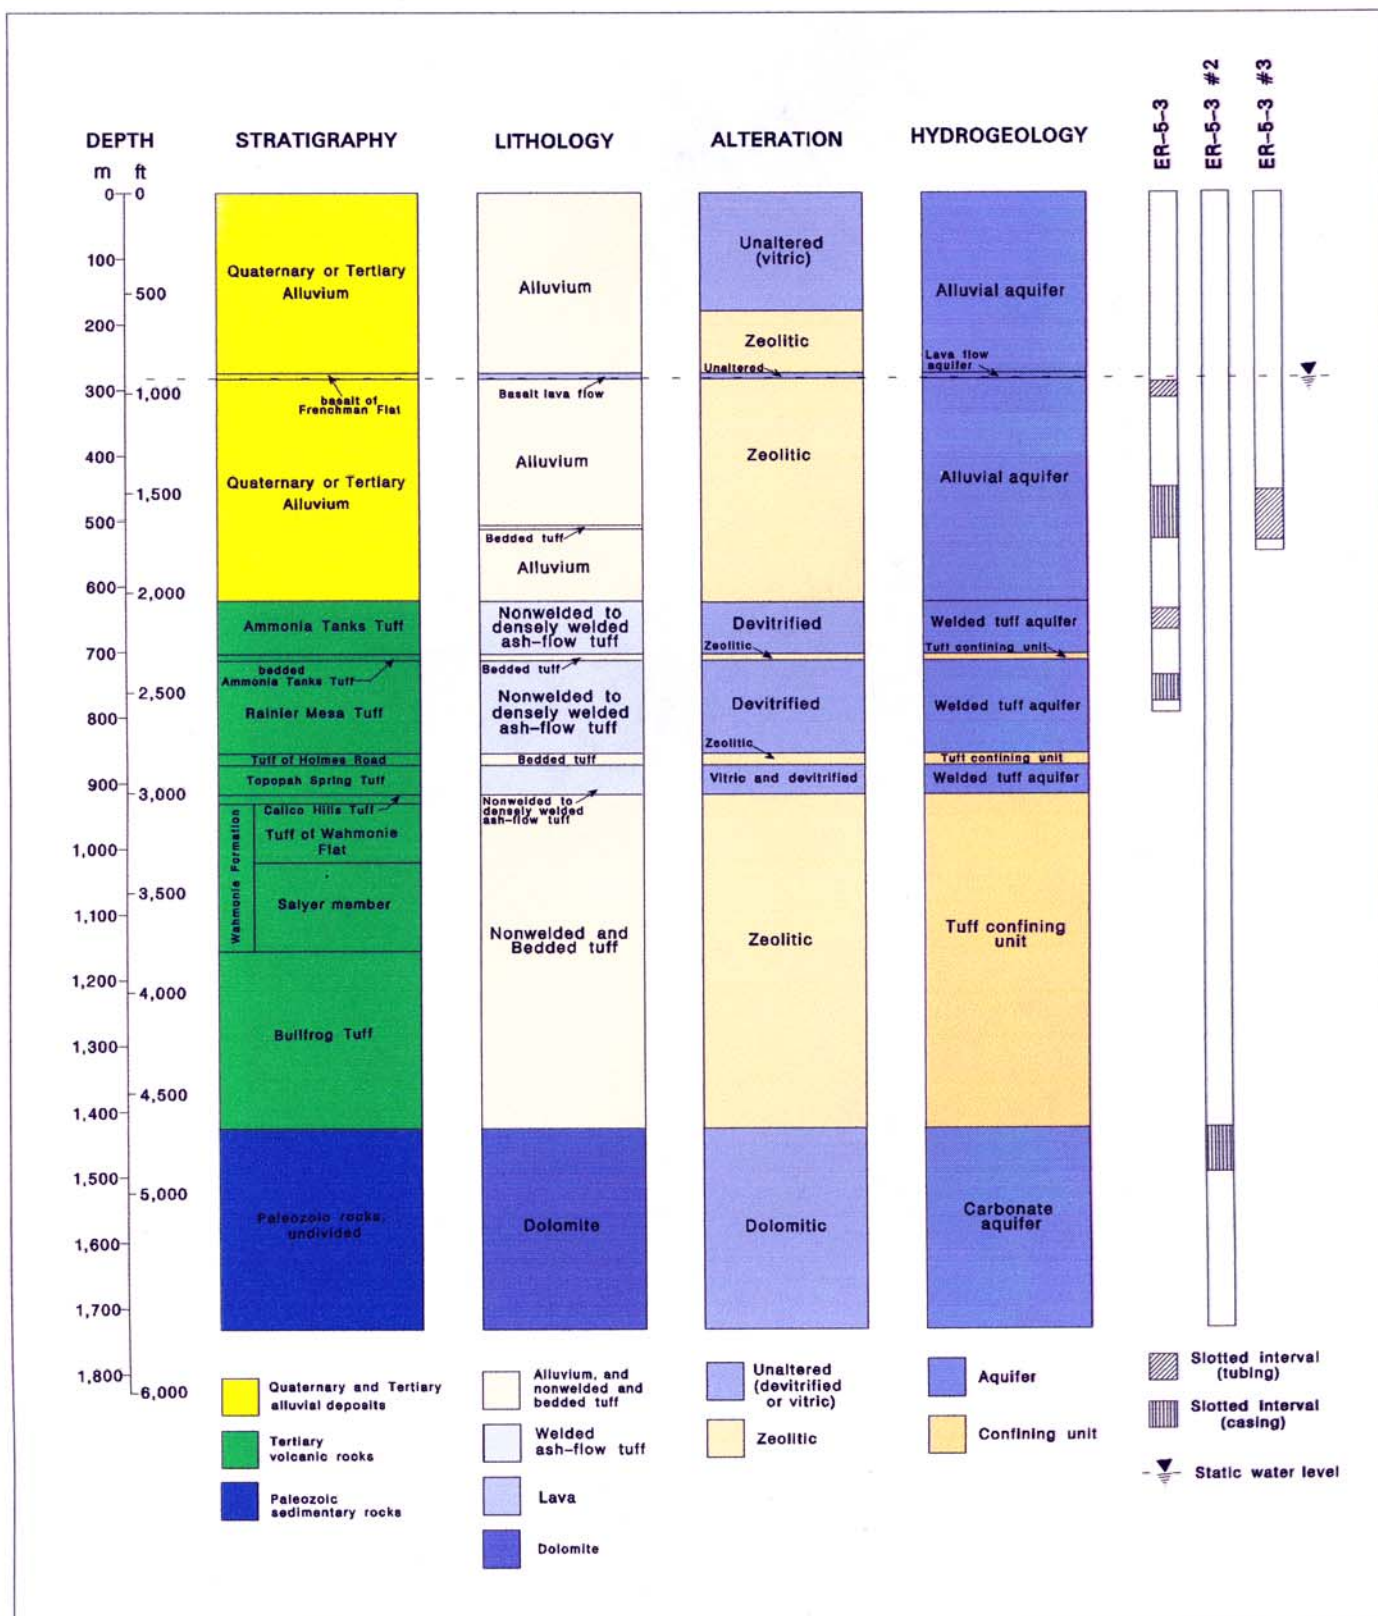 ER-5-3
ER-5-3 #2
ER-5-3 #3
DEPTH
STRATIGRAPHY
LITHOLOGY
ALTERATION
HYDROGEOLOGY
m ft
0
100
200
300
400
500
600
700
800
900
1,000
1,100
1,200
1,300
1,400
1,500
1,600
1,700
1,800
0
500
1,000
1,500
2,000
2,500
3,000
3,500
4,000
4,500
5,000
6,000
Quaternary or Tertiary
Alluvium
basalt of
Frenchman Flat
Quaternary or Tertiary
Alluvium
Ammonia Tanks Tuff
bedded
Ammonia Tanks Tuff
Rainier Mesa Tuff
Tuff of Holmes Road
Topopah Spring Tuff
Calico Hills Tuff
Wahmonie Formation
Tuff of Wahmonie
Flat
Salyer member
Bullfrog Tuff
Paleozoic rocks,
undivided
Alluvium
Basalt lava flow
Alluvium
Bedded tuff
Alluvium
Nonwelded to
densely welded
ash-flow tuff
Bedded tuff
Nonwelded to
densely welded
ash-flow tuff
Bedded tuff
Nonwelded to
densely welded
ash-flow tuff
Nonwelded and
Bedded tuff
Dolomite
Unaltered
(vitric)
Zeolitic
Unaltered
Zeolitic
Devitrified
Zeolitic
Devitrified
Zeolitic
Vitric and devitrified
Zeolitic
Dolomitic
Alluvial aquifer
Lava flow
aquifer
Alluvial aquifer
Welded tuff aquifer
Tuff confining unit
Welded tuff aquifer
Tuff confining unit
Welded tuff aquifer
Tuff confining
unit
Carbonate
aquifer
Quaternary and Tertiary
alluvial deposits
Tertiary
volcanic rocks
Paleozoic
sedimentary rocks
Alluvium, and
nonwelded and
bedded tuff
Welded
ash-flow tuff
Lava
Dolomite
Unaltered
(devitrified
or vitric)
Zeolitic
Aquifer
Confining unit
Slotted interval
(tubing)
Slotted interval
(casing)
Static water level